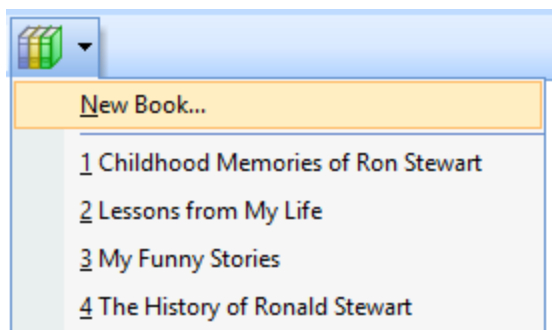 New Book...
1 Childhood Memories of Ron Stewart
2 Lessons from My Life
3 My Funny Stories
4 The History of Ronald Stewart